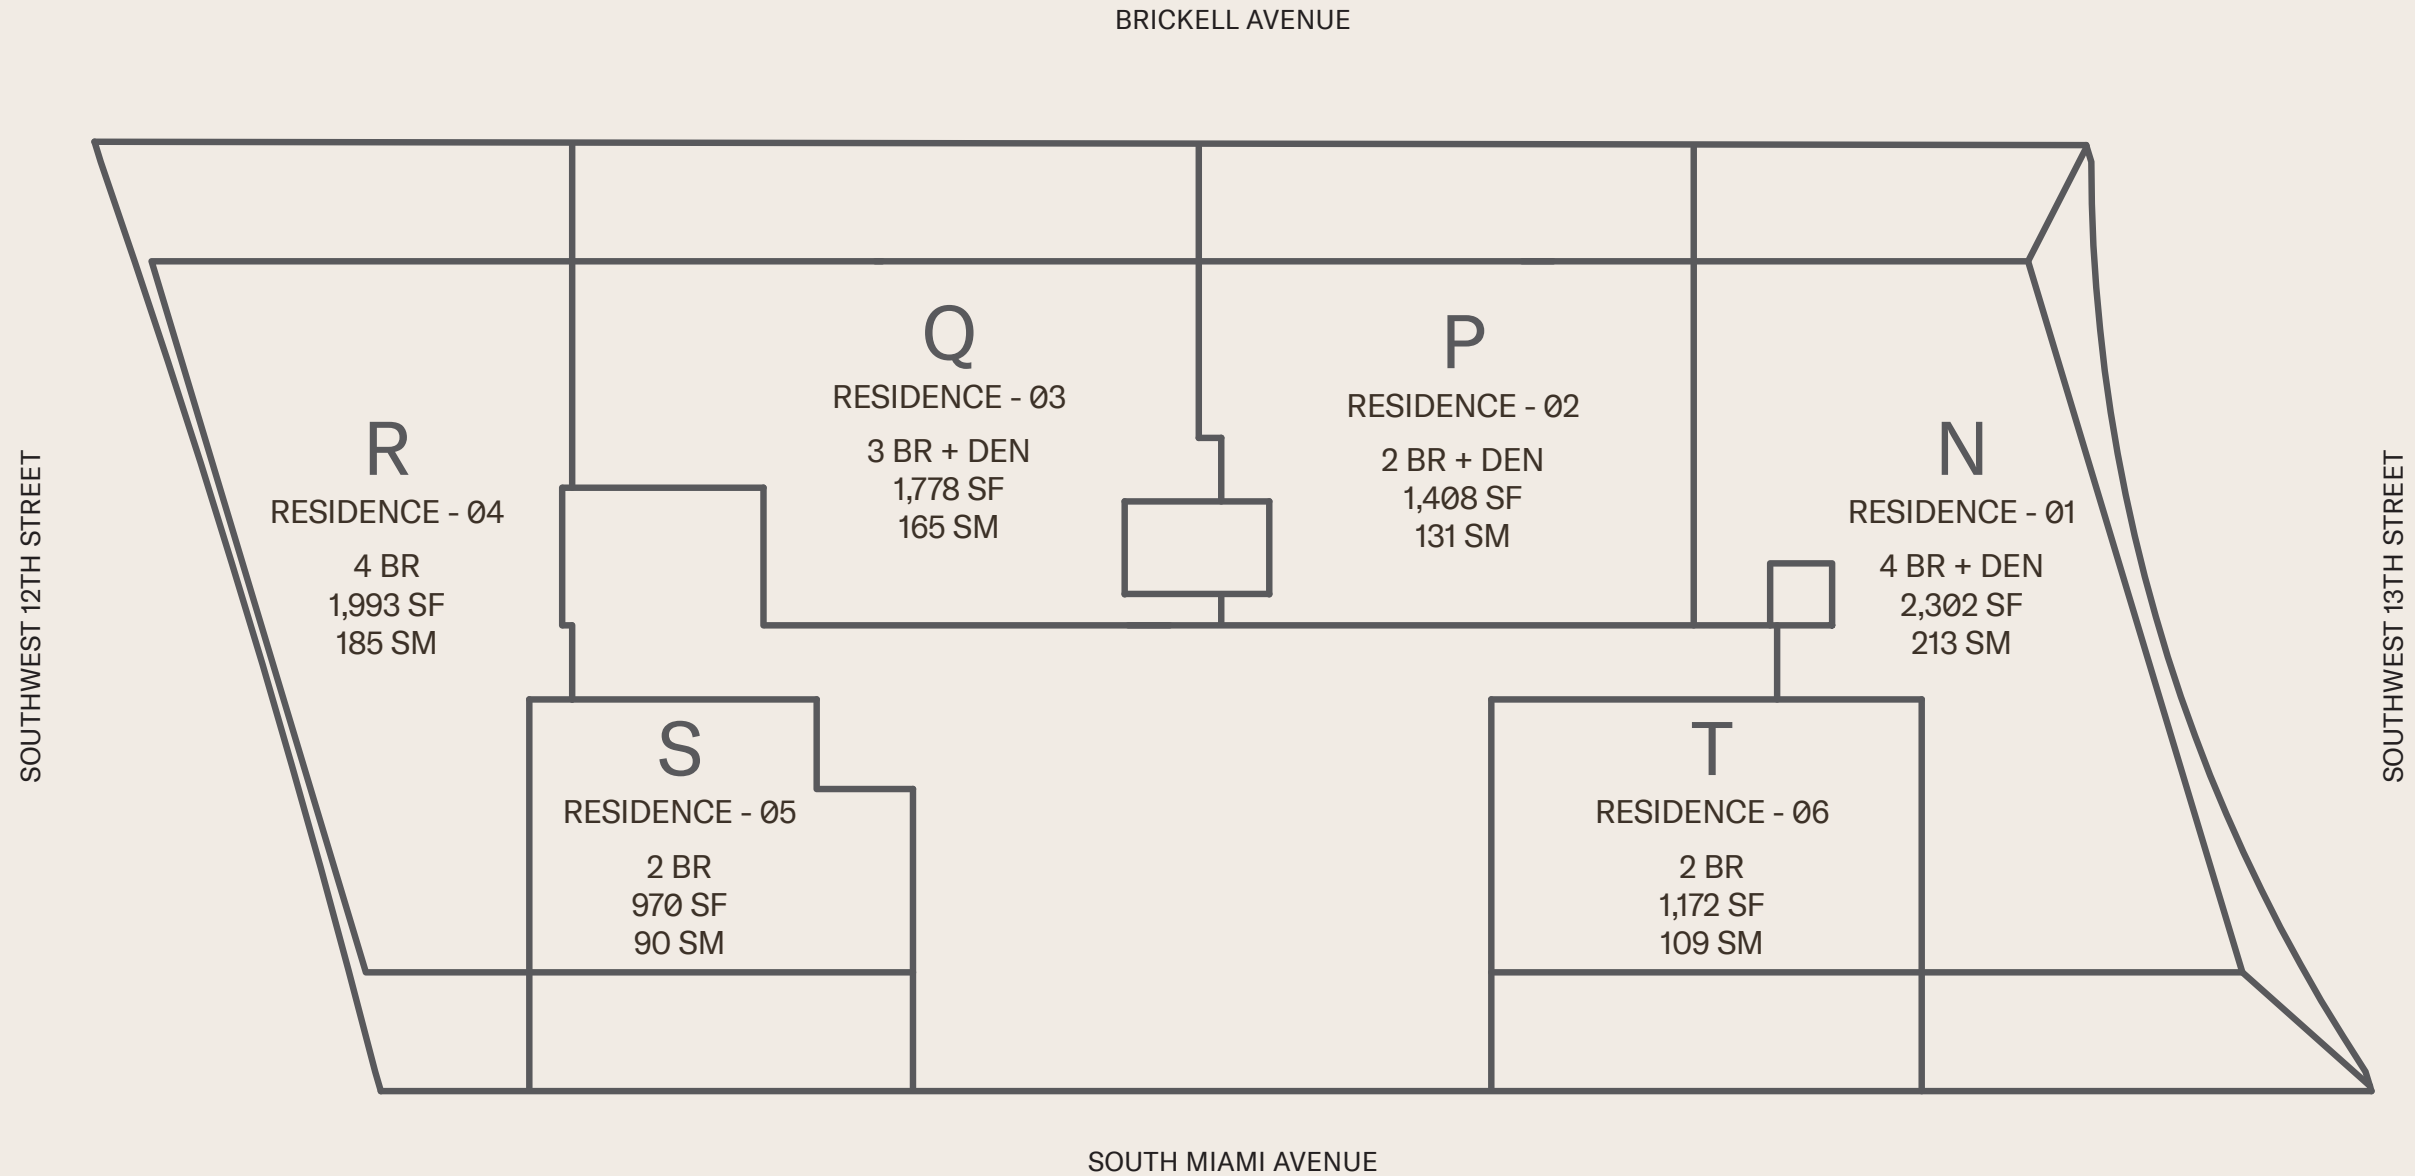 BRICKELL AVENUE
SOUTHWEST 12TH STREET
R
RESIDENCE - 04
4 BR
1,993 SF
185 SM
Q
RESIDENCE - 03
3 BR + DEN
1,778 SF
165 SM
P
RESIDENCE - 02
2 BR + DEN
1,408 SF
131 SM
N
RESIDENCE - 01
4 BR + DEN
2,302 SF
213 SM
SOUTHWEST 13TH STREET
S
RESIDENCE - 05
2 BR
970 SF
90 SM
T
RESIDENCE - 06
2 BR
1,172 SF
109 SM
SOUTH MIAMI AVENUE